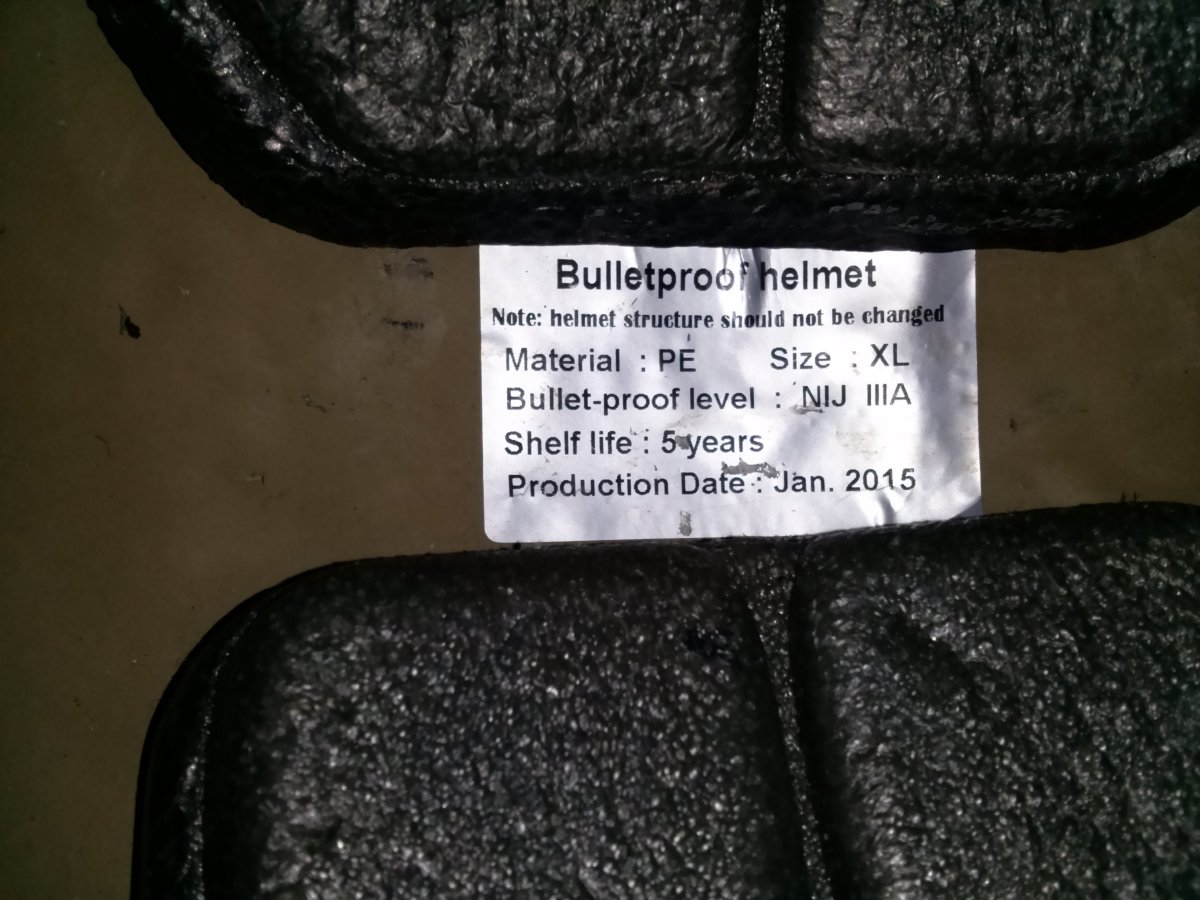 Bulletproof helmet
Note: helmet structure should not be changed
Material : PE Size : XL
Bullet-proof level : NIJ IIIA
Shelf life : 5 years
Production Date : Jan. 2015